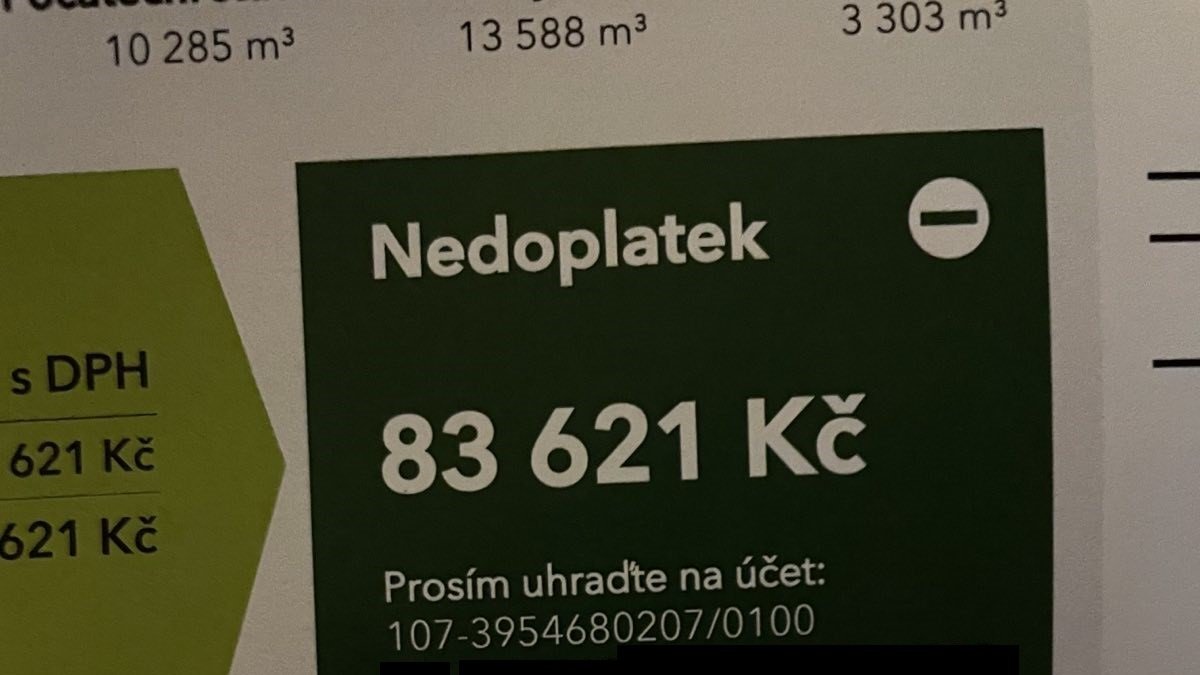 10 285 m³
13 588 m³
3 303 m³
Nedoplatek
s DPH
83 621 Kč
621 Kč
621 Kč
Prosím uhraďte na účet:
107-3954680207/0100